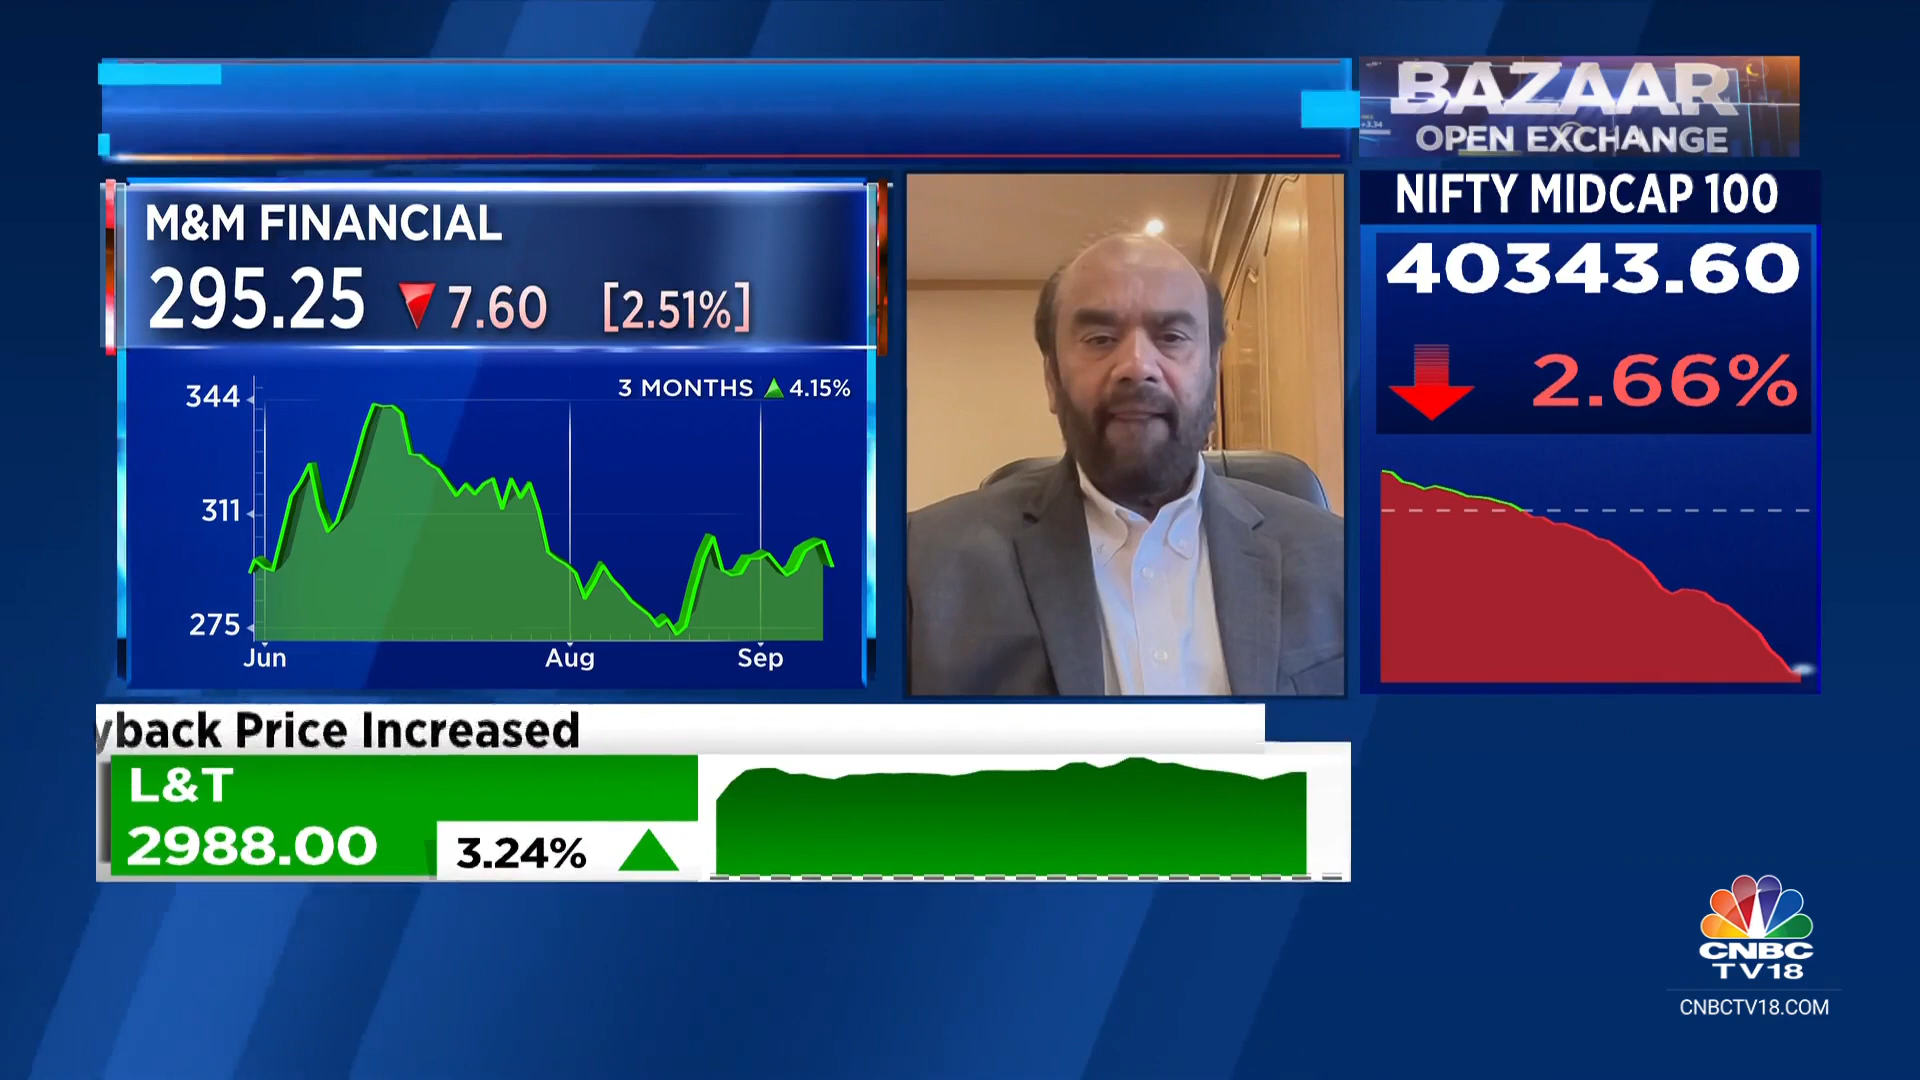 BAZAAR
OPEN EXCHANGE
M&M FINANCIAL
295.25 7.60 [2.51%]
3 MONTHS 4.15%
344
311
275
Jun Aug Sep
NIFTY MIDCAP 100
40343.60
2.66%
yback Price Increased
L&T
2988.00
3.24%
CNBC
TV18
CNBCTV18.COM